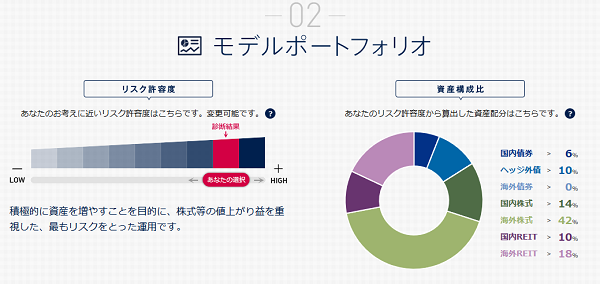 02
モデルポートフォリオ
リスク許容度
あなたのお考えに近いリスク許容度はこちらです。変更可能です。 ?
診断結果
LOW
あなたの選択
HIGH
積極的に資産を増やすことを目的に、株式等の値上がり益を重
視した、最もリスクをとった運用です。
資産構成比
あなたのリスク許容度から算出した資産配分はこちらです。 ?
国内債券 > 6%
ヘッジ外債 > 10%
海外債券 > 0%
国内株式 > 14%
海外株式 > 42%
国内REIT > 10%
海外REIT > 18%